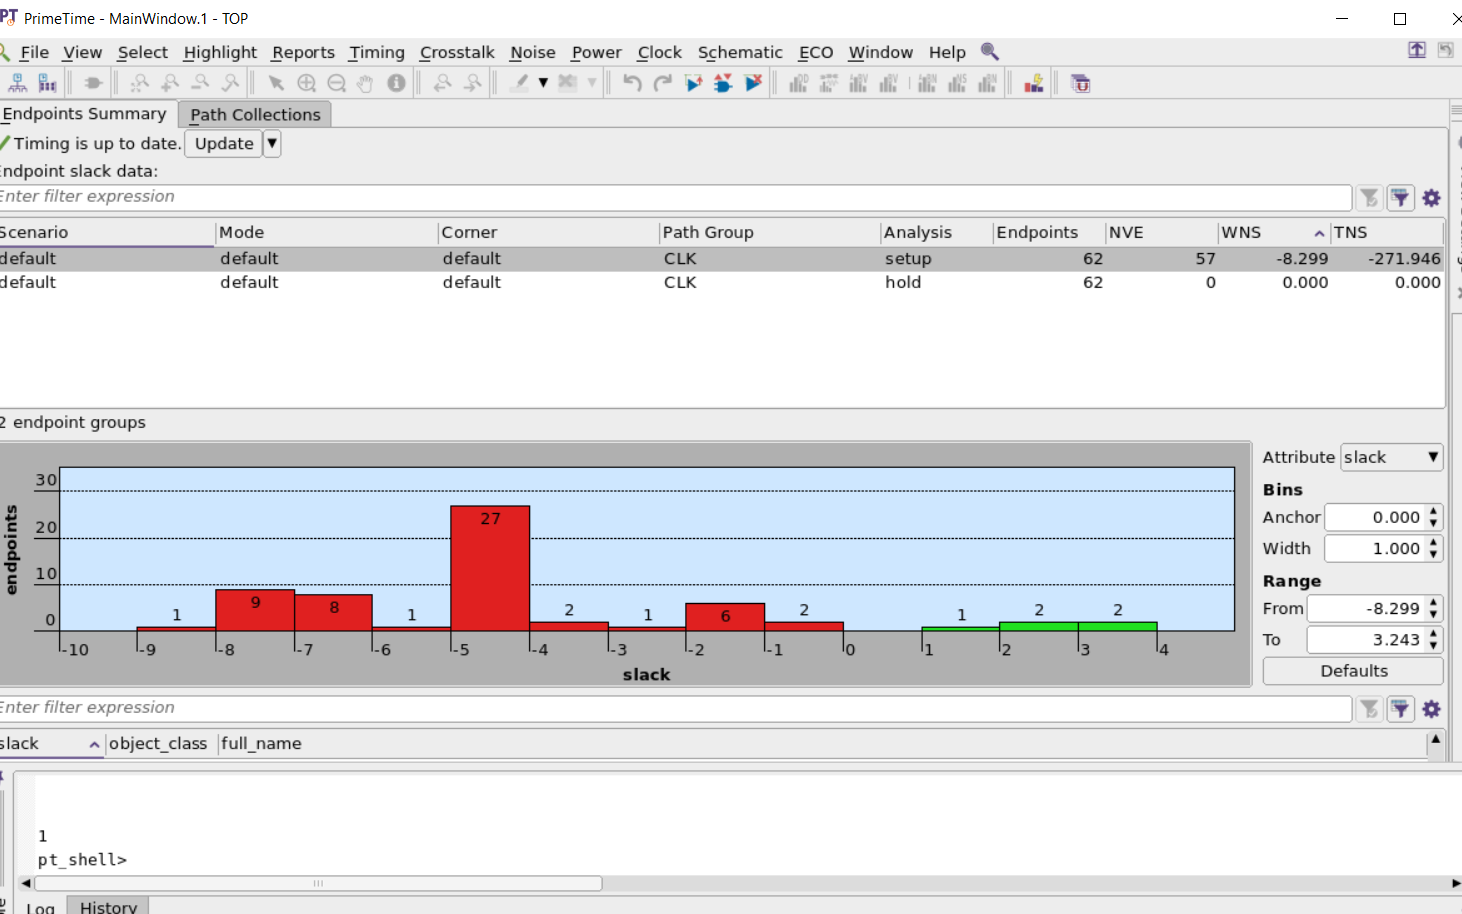 PT PrimeTime - MainWindow.1 - TOP
File View Select Highlight Reports Timing Crosstalk Noise Power Clock Schematic ECO Window Help
Endpoints Summary Path Collections
Timing is up to date. Update
ndpoint slack data:
Enter filter expression
Scenario Mode Corner Path Group Analysis Endpoints NVE WNS TNS
default default default CLK setup 62 57 -8.299 -271.946
default default default CLK hold 62 0 0.000 0.000
2 endpoint groups
endpoints
30
20
10
0
1 9 8 1 27 2 1 6 2 1 2 2
-10 -9 -8 -7 -6 -5 -4 -3 -2 -1 0 1 2 3 4
slack
Attribute slack
Bins
Anchor 0.000
Width 1.000
Range
From -8.299
To 3.243
Defaults
Enter filter expression
slack object_class full_name
1
pt_shell>
Log History